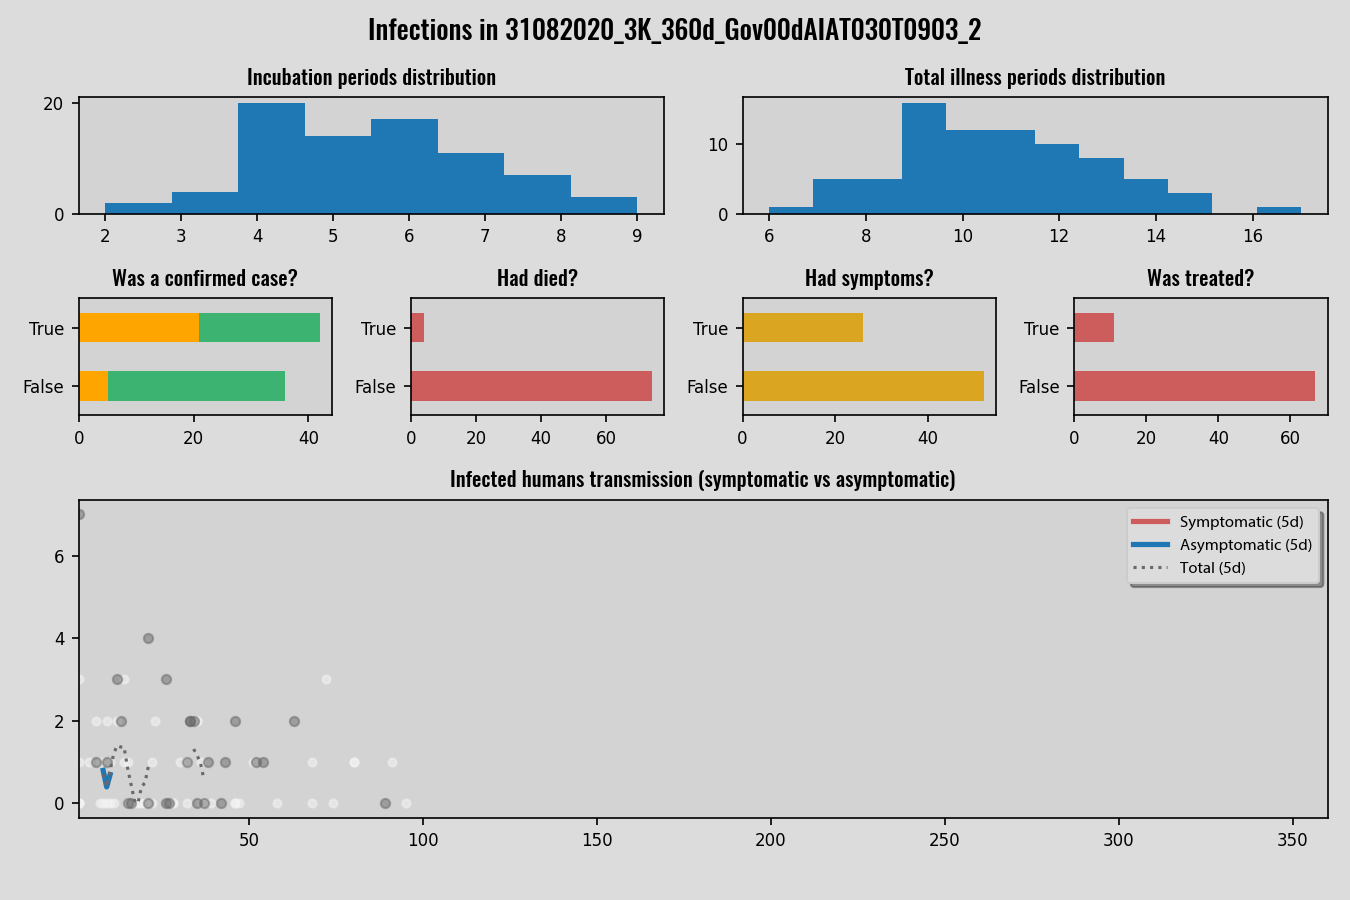 Infections in 31082020_3K_360d_Gov00dAIAT030T0903_2
Incubation periods distribution
Total illness periods distribution
20
0
2 3 4 5 6 7 8 9
10
0
6 8 10 12 14 16
Was a confirmed case?
Had died?
Had symptoms?
Was treated?
True
False
0 20 40
True
False
0 20 40 60
True
False
0 20 40
True
False
0 20 40 60
Infected humans transmission (symptomatic vs asymptomatic)
Symptomatic (5d)
Asymptomatic (5d)
Total (5d)
6
4
2
0
50 100 150 200 250 300 350